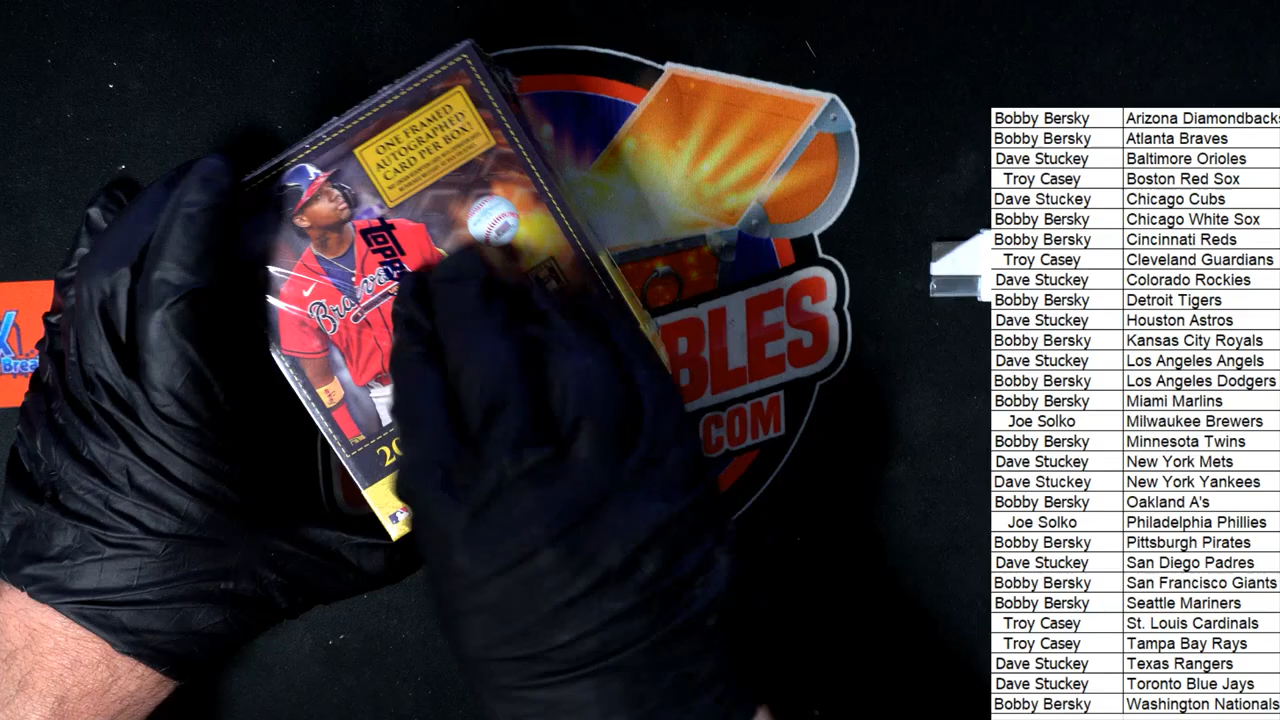 ONE FRAMED
AUTOGRAPHED
CARD PER BOX!
topps
Braves
20
BLES
.COM
X
Brea
Bobby Bersky Arizona Diamondbacks
Bobby Bersky Atlanta Braves
Dave Stuckey Baltimore Orioles
Troy Casey Boston Red Sox
Dave Stuckey Chicago Cubs
Bobby Bersky Chicago White Sox
Bobby Bersky Cincinnati Reds
Troy Casey Cleveland Guardians
Dave Stuckey Colorado Rockies
Bobby Bersky Detroit Tigers
Dave Stuckey Houston Astros
Bobby Bersky Kansas City Royals
Dave Stuckey Los Angeles Angels
Bobby Bersky Los Angeles Dodgers
Bobby Bersky Miami Marlins
Joe Solko Milwaukee Brewers
Bobby Bersky Minnesota Twins
Dave Stuckey New York Mets
Dave Stuckey New York Yankees
Bobby Bersky Oakland A's
Joe Solko Philadelphia Phillies
Bobby Bersky Pittsburgh Pirates
Dave Stuckey San Diego Padres
Bobby Bersky San Francisco Giants
Bobby Bersky Seattle Mariners
Troy Casey St. Louis Cardinals
Troy Casey Tampa Bay Rays
Dave Stuckey Texas Rangers
Dave Stuckey Toronto Blue Jays
Bobby Bersky Washington Nationals